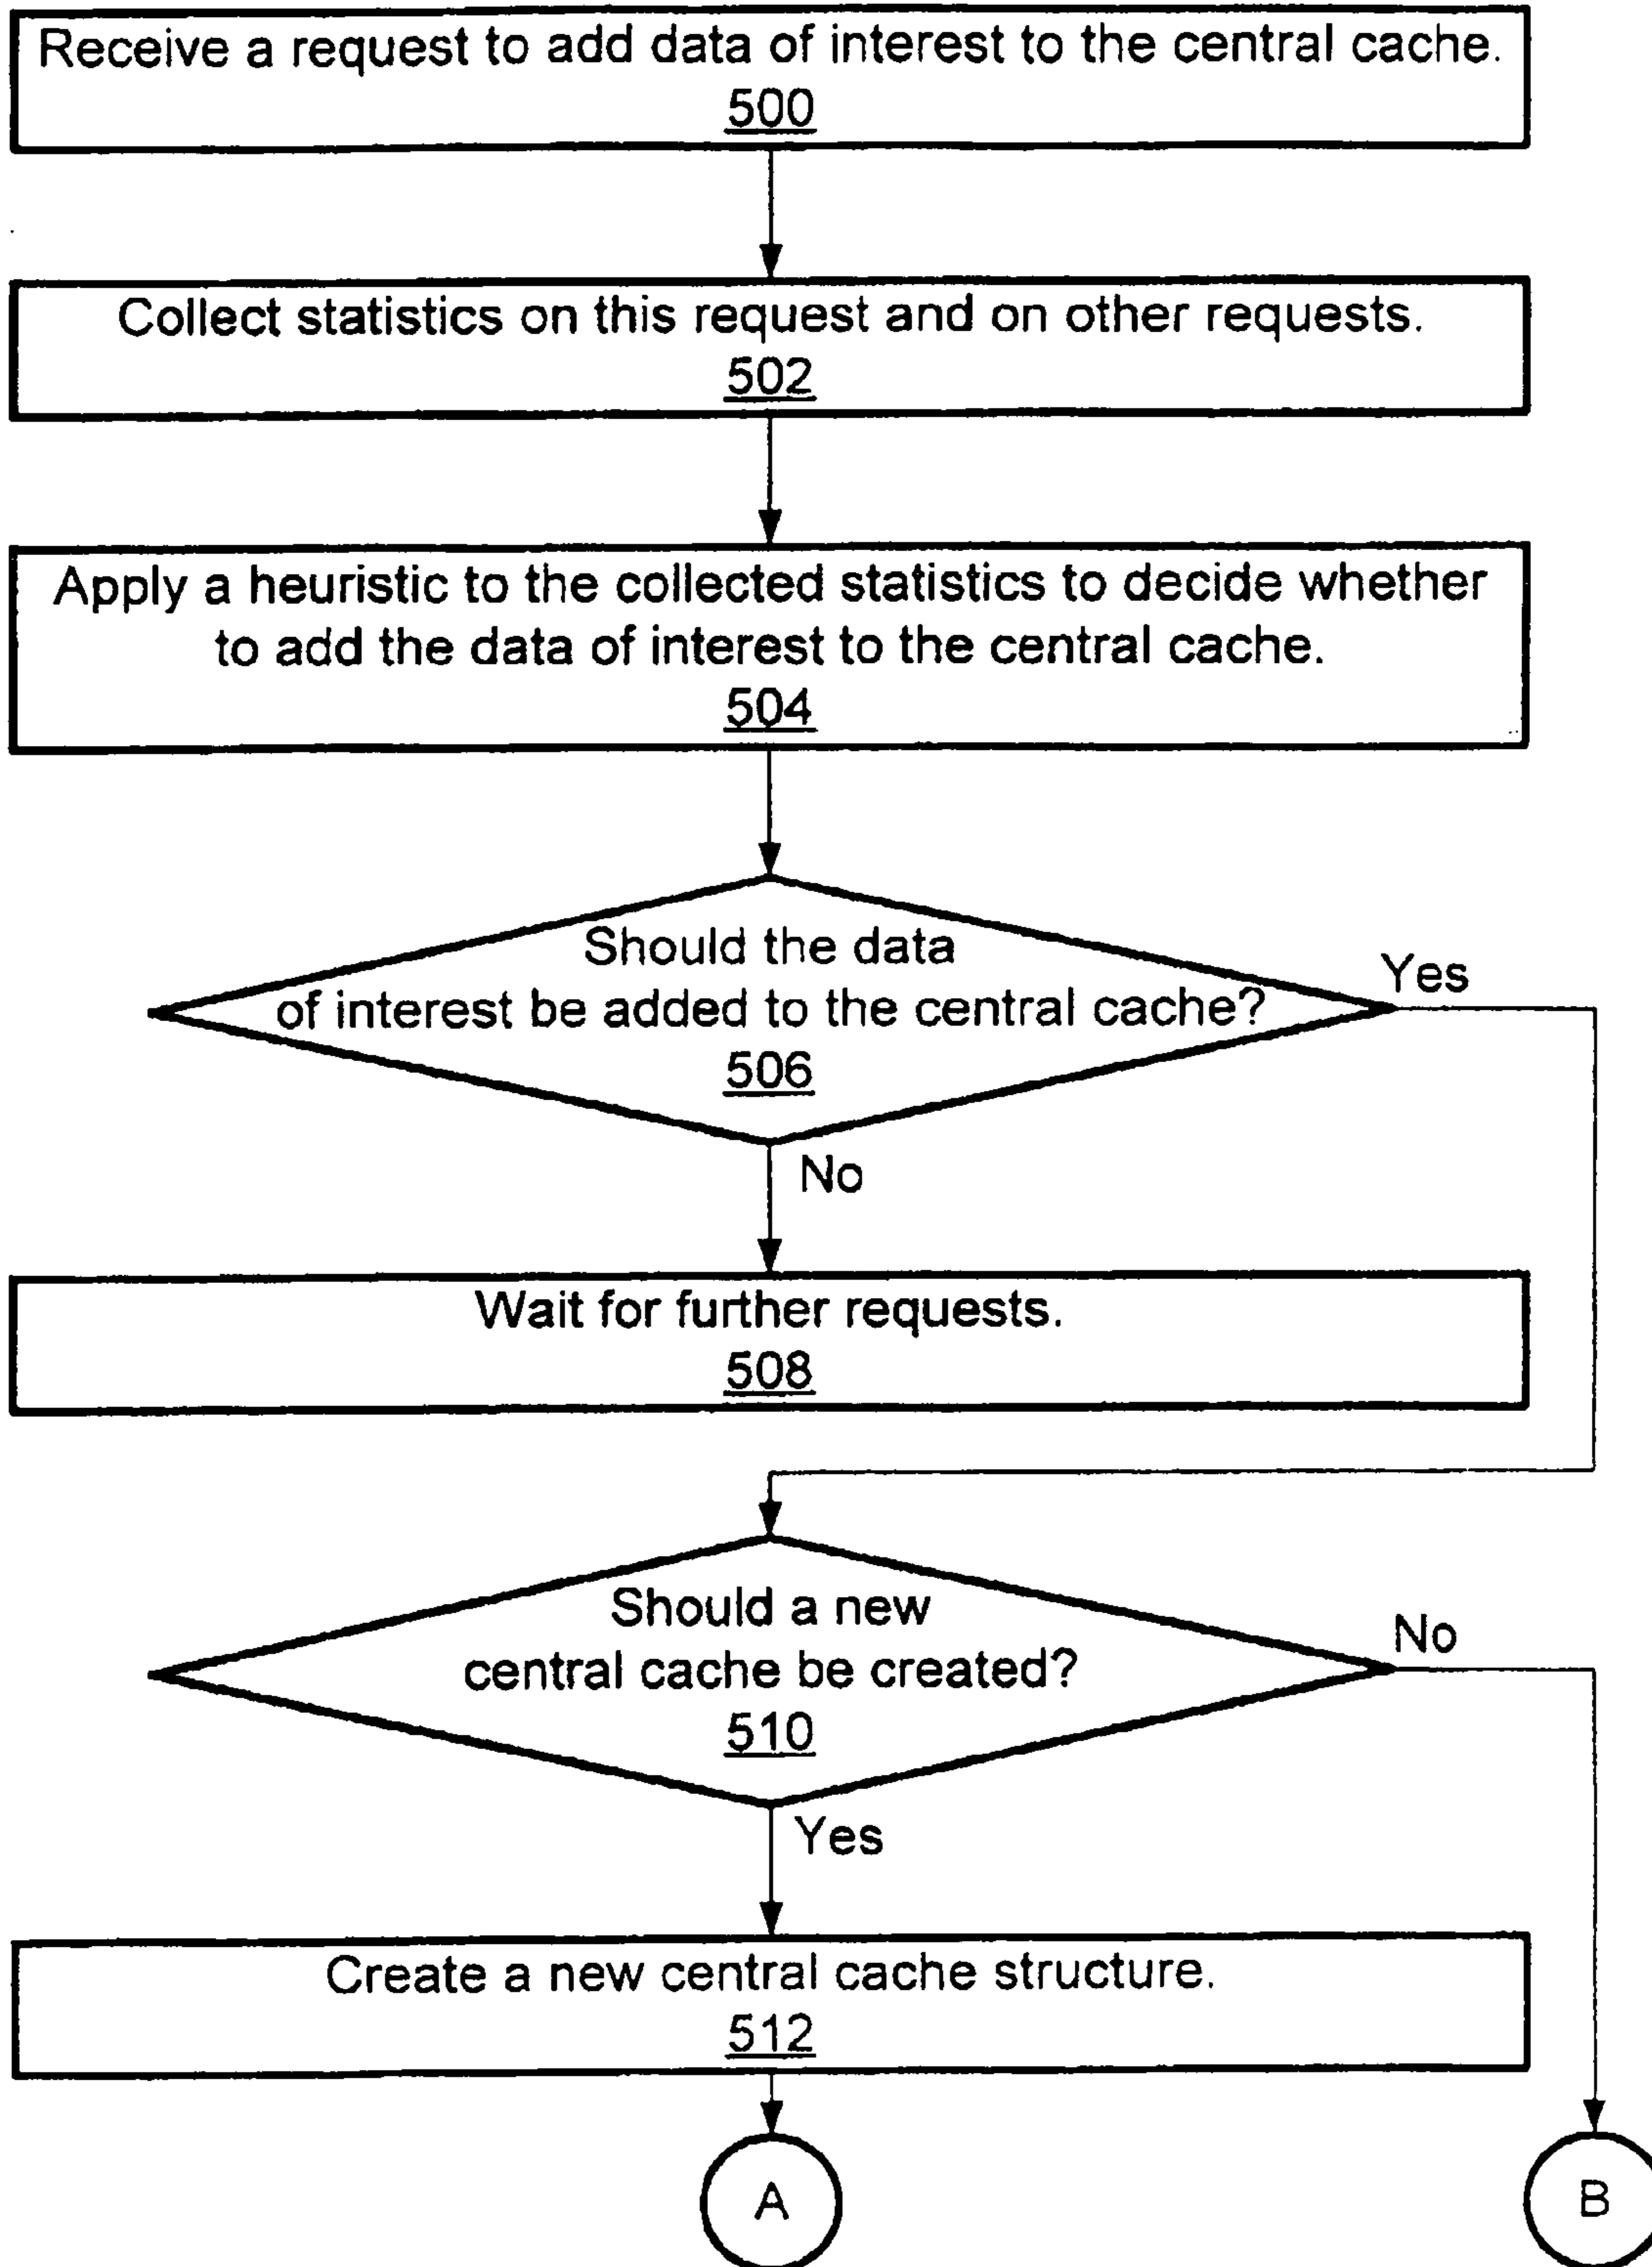 Receive a request to add data of interest to the central cache.
500
Collect statistics on this request and on other requests.
502
Apply a heuristic to the collected statistics to decide whether
to add the data of interest to the central cache.
504
Should the data
of interest be added to the central cache?
506
Yes
No
Wait for further requests.
508
Should a new
central cache be created?
510
No
Yes
Create a new central cache structure.
512
A
B